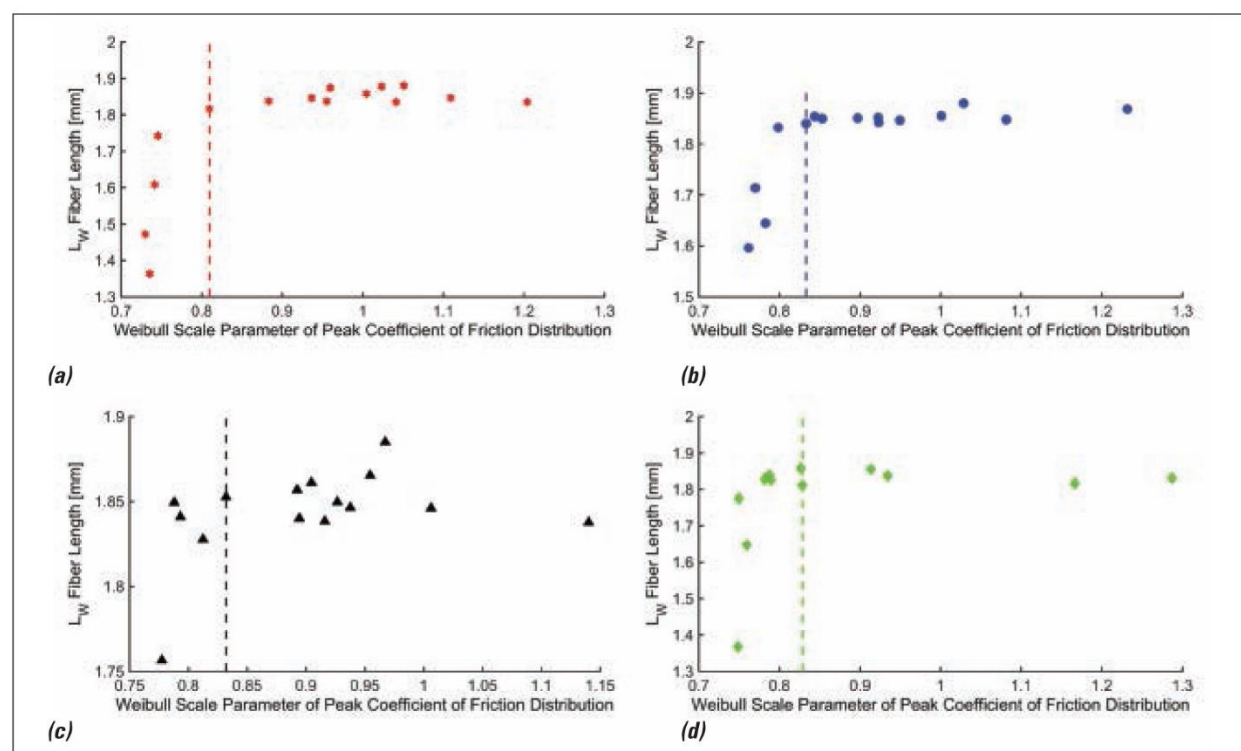 2
1.9
1.8
1.7
1.6
1.5
1.4
1.3
L_W Fiber Length [mm]
0.7 0.8 0.9 1 1.1 1.2 1.3
Weibull Scale Parameter of Peak Coefficient of Friction Distribution
(a)
2
1.9
1.8
1.7
1.6
1.5
L_W Fiber Length [mm]
0.7 0.8 0.9 1 1.1 1.2 1.3
Weibull Scale Parameter of Peak Coefficient of Friction Distribution
(b)
1.9
1.85
1.8
1.75
L_W Fiber Length [mm]
0.75 0.8 0.85 0.9 0.95 1 1.05 1.1 1.15
Weibull Scale Parameter of Peak Coefficient of Friction Distribution
(c)
2
1.9
1.8
1.7
1.6
1.5
1.4
1.3
L_W Fiber Length [mm]
0.7 0.8 0.9 1 1.1 1.2 1.3
Weibull Scale Parameter of Peak Coefficient of Friction Distribution
(d)